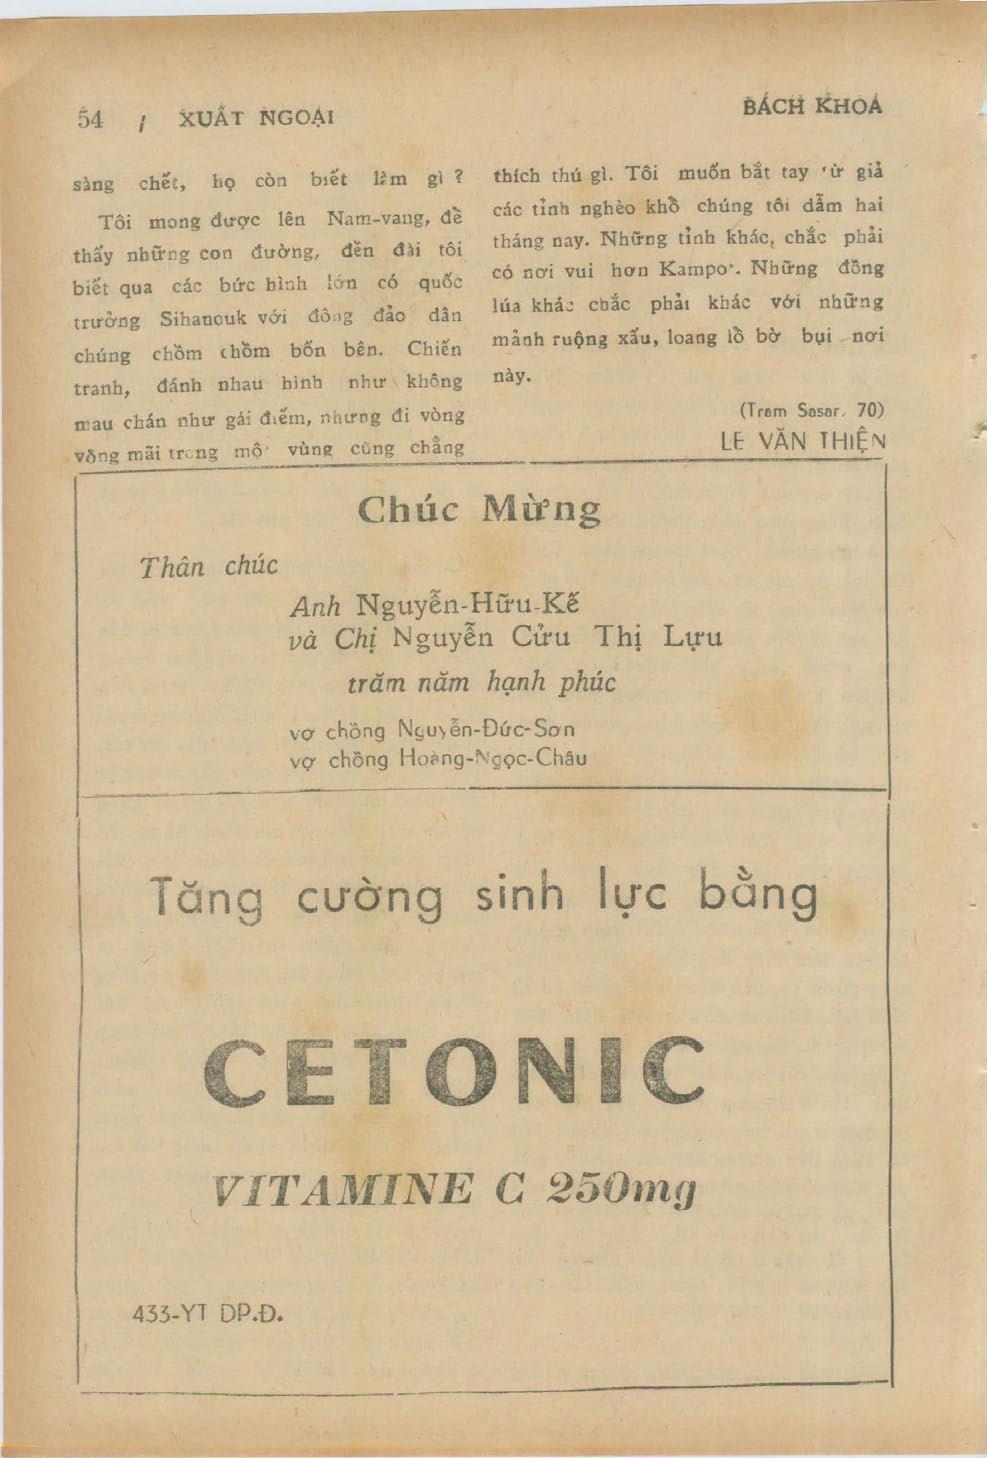 54 / XUẤT NGOẠI
BÁCH KHOA
sàng chết, họ còn biết làm gì ?
Tôi mong được lên Nam-vang, để
thấy những con đường, đền đài tôi
biết qua các bức hình lớn có quốc
trưởng Sihanouk với đông đảo dân
chúng chồm chồm bốn bên. Chiến
tranh, đánh nhau hình như không
mau chán như gái điếm, nhưng đi vòng
vòng mãi trong một vùng cũng chẳng
thích thú gì. Tôi muốn bắt tay từ giả
các tỉnh nghèo khổ chúng tôi dẫm hai
tháng nay. Những tỉnh khác, chắc phải
có nơi vui hơn Kampot. Những đồng
lúa khác chắc phải khác với những
mảnh ruộng xấu, loang lổ bờ bụi nơi
này.
(Tram Sasar, 70)
LE VĂN THIỆN
Chúc Mừng
Thân chúc
Anh Nguyễn-Hữu-Kế
và Chị Nguyễn Cửu Thị Lựu
trăm năm hạnh phúc
vợ chồng Nguyễn-Đức-Sơn
vợ chồng Hoàng-Ngọc-Châu
Tăng cường sinh lực bằng
CETONIC
VITAMINE C 250mg
433-YT DP.Đ.